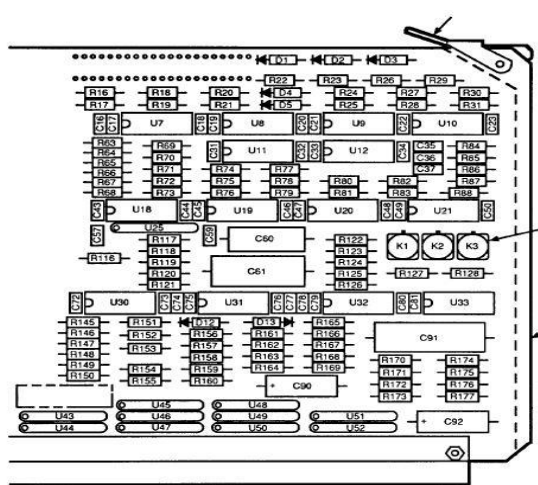 D1 D2 D3
R22 R23 R26 R29
R16 R18 R20 D4 R24 R27 R30
R17 R19 R21 D5 R25 R28 R31
C16 C17 U7 C18 C19 U8 C20 C21 U9 C22 U10 C23
R63 R69 C31 U11 C32 C33 U12 C34 C35 R84
R64 R70 C36 R85
R65 R71 R74 R77 C37 R86
R66 R72 R75 R78 R80 R82 R87
R67 R73 R76 R79 R81 R83 R88
R68
C43 U18 C44 C45 U19 C46 C47 U20 C48 C49 U21 C50
U25
C57 R117 C59 C60 R122 K1 K2 K3
R118 R123
R116 R119 C61 R124
R120 R125 R127 R128
R121 R126
C72 U30 C73 C74 C75 U31 C76 C77 C78 C79 U32 C80 C81 U33
R145 R151 D12 D13 R165
R146 R152 R156 R161 R166 C91
R147 R153 R157 R162 R167
R148 R158 R163 R168 R170 R174
R149 R154 R159 R164 R169 R171 R175
R150 R155 R160 + C90 R172 R176
R173 R177
U45 U48
U43 U46 U49 U51 + C92
U44 U47 U50 U52